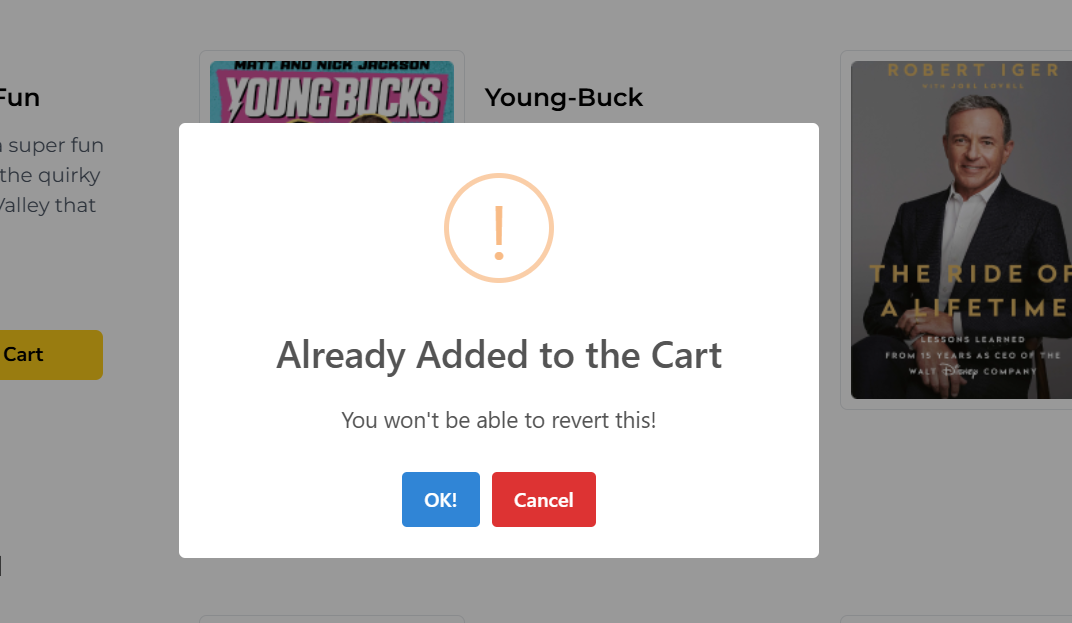 MATT AND NICK JACKSON
YOUNG BUCKS
Fun
super fun
the quirky
Valley that
Cart
Young-Buck
ROBERT IGER
WITH JOEL LOVELL
THE RIDE OF
A LIFETIME
LESSONS LEARNED
FROM 15 YEARS AS CEO OF THE
WALT Disney COMPANY
!
Already Added to the Cart
You won't be able to revert this!
OK!
Cancel